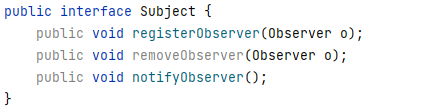 public interface Subject {
    public void registerObserver(Observer o);
    public void removeObserver(Observer o);
    public void notifyObserver();
}